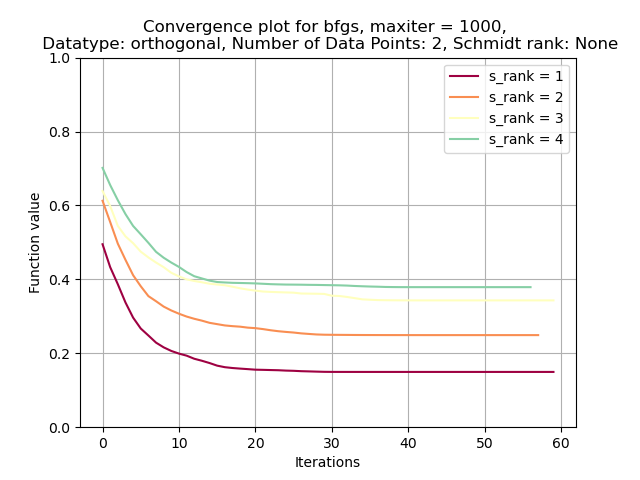 Convergence plot for bfgs, maxiter = 1000,
Datatype: orthogonal, Number of Data Points: 2, Schmidt rank: None
1.0
0.8
0.6
0.4
0.2
0.0
Function value
s_rank = 1
s_rank = 2
s_rank = 3
s_rank = 4
0 10 20 30 40 50 60
Iterations